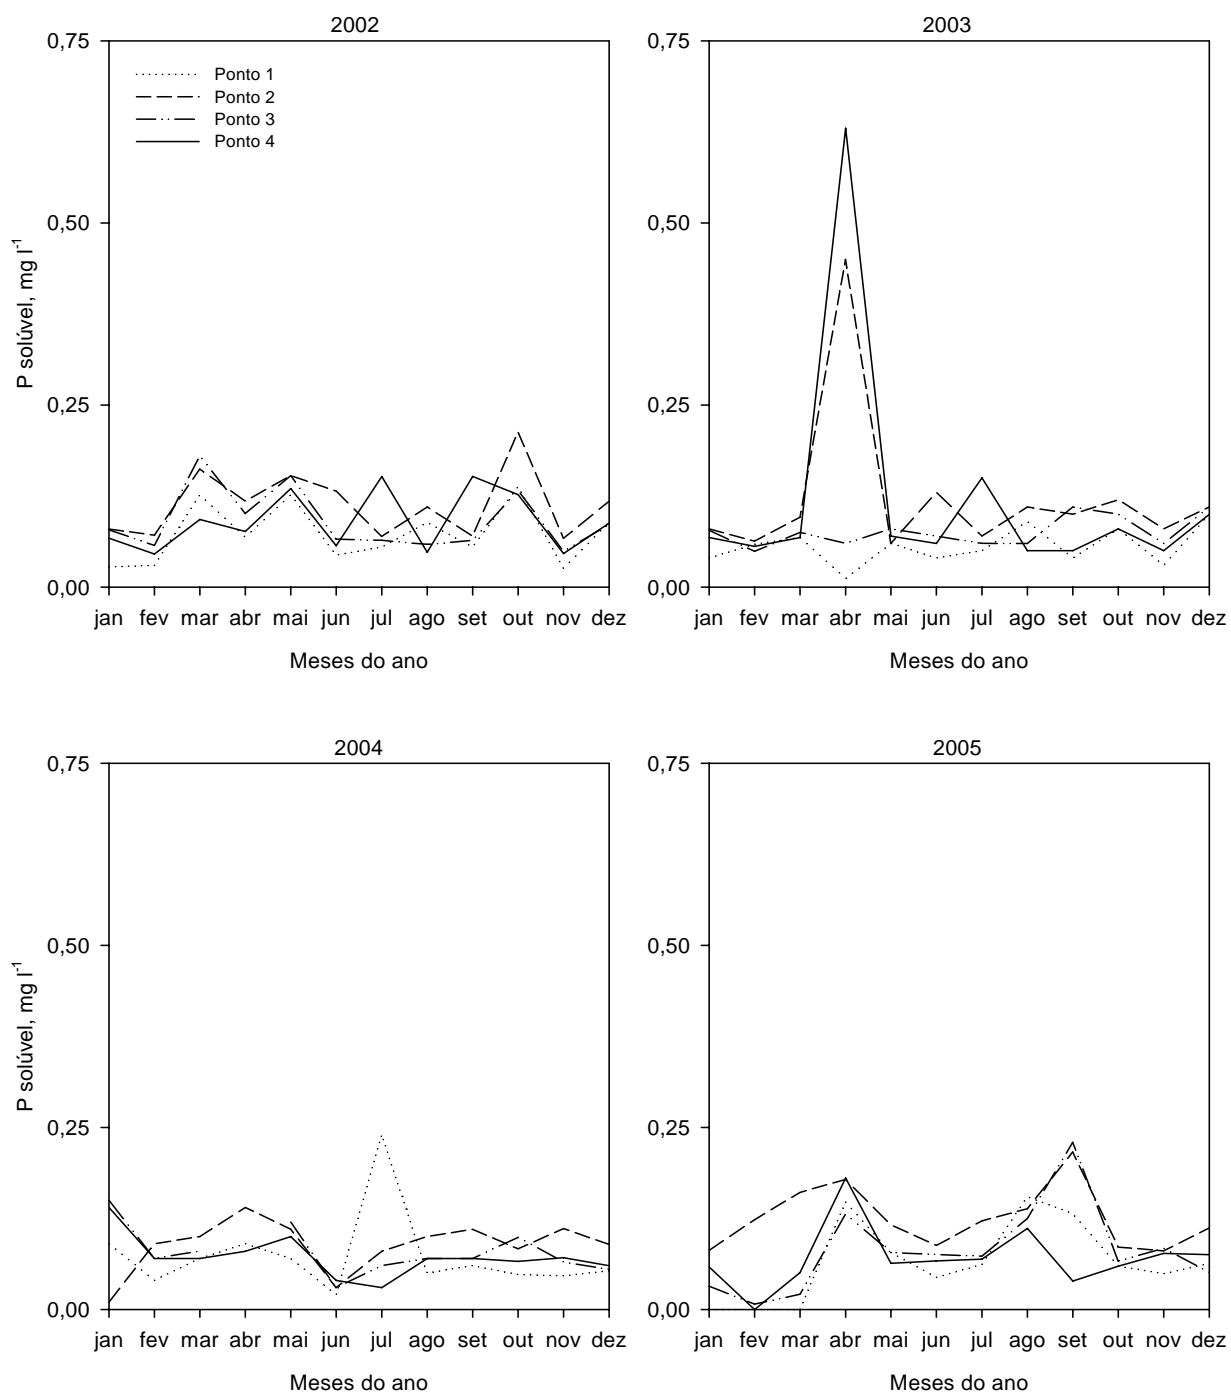 2002
0,75
0,50
0,25
0,00
P solúvel, mg l-1
Ponto 1
Ponto 2
Ponto 3
Ponto 4
jan fev mar abr mai jun jul ago set out nov dez
Meses do ano
2003
0,75
0,50
0,25
0,00
jan fev mar abr mai jun jul ago set out nov dez
Meses do ano
2004
0,75
0,50
0,25
0,00
P solúvel, mg l-1
jan fev mar abr mai jun jul ago set out nov dez
Meses do ano
2005
0,75
0,50
0,25
0,00
jan fev mar abr mai jun jul ago set out nov dez
Meses do ano